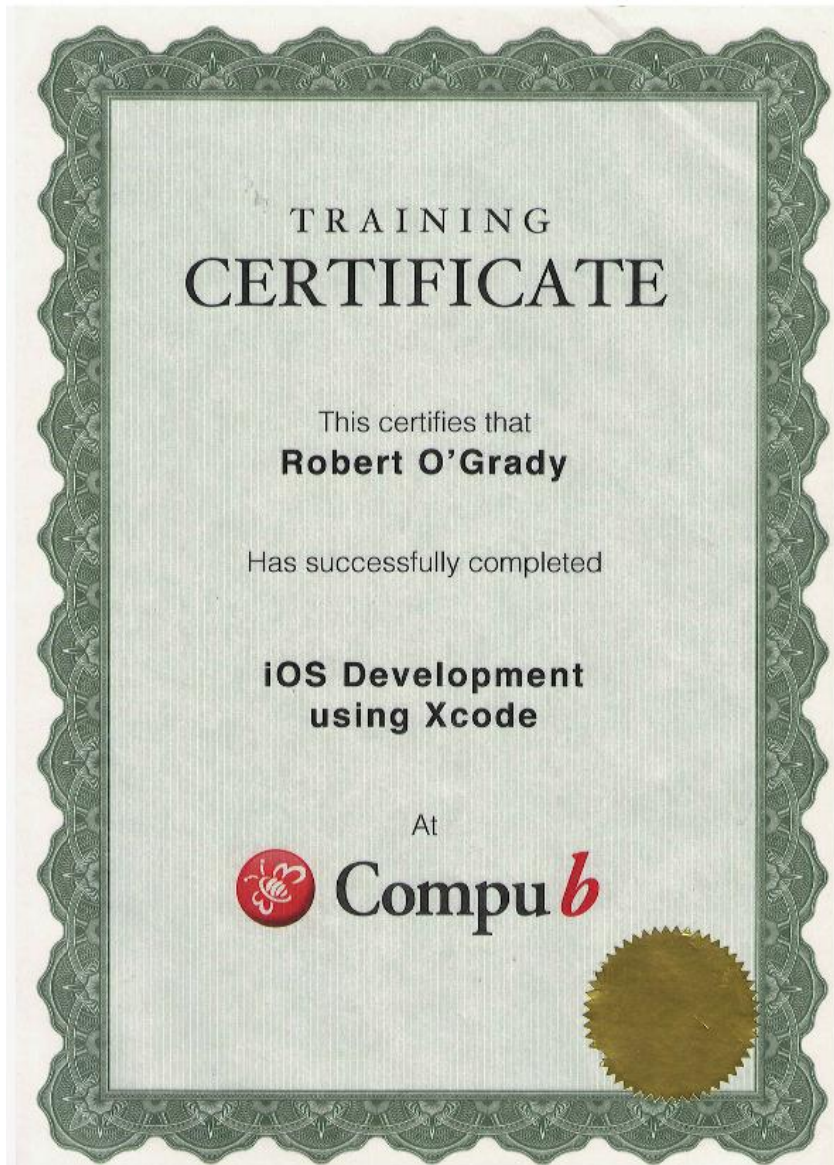 TRAINING
CERTIFICATE
This certifies that
Robert O'Grady
Has successfully completed
iOS Development
using Xcode
At
Compu b